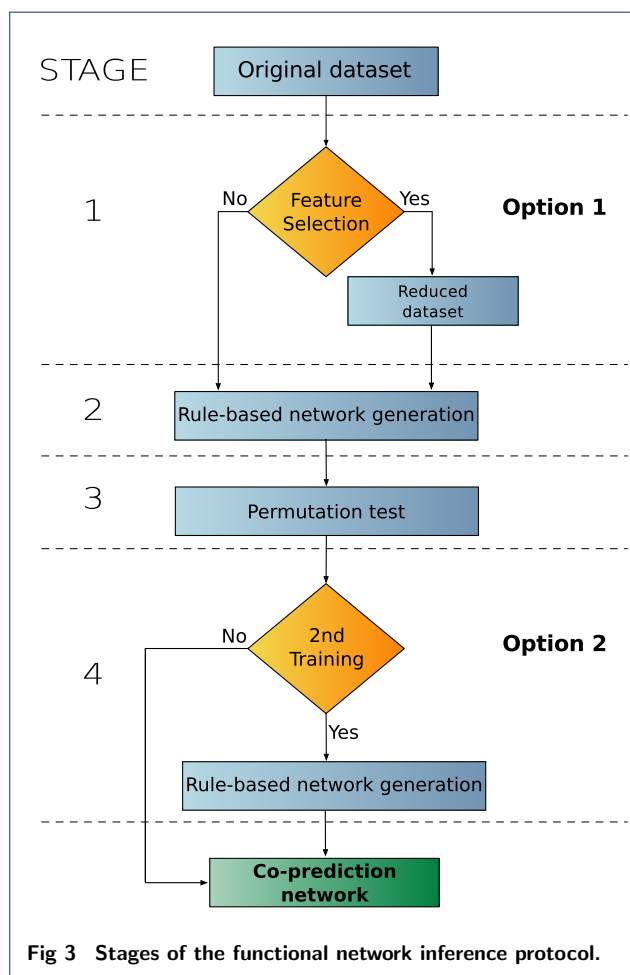 STAGE
Original dataset
1
No
Feature
Selection
Yes
Option 1
Reduced
dataset
2
Rule-based network generation
3
Permutation test
4
No
2nd
Training
Option 2
Yes
Rule-based network generation
Co-prediction
network
Fig 3 Stages of the functional network inference protocol.